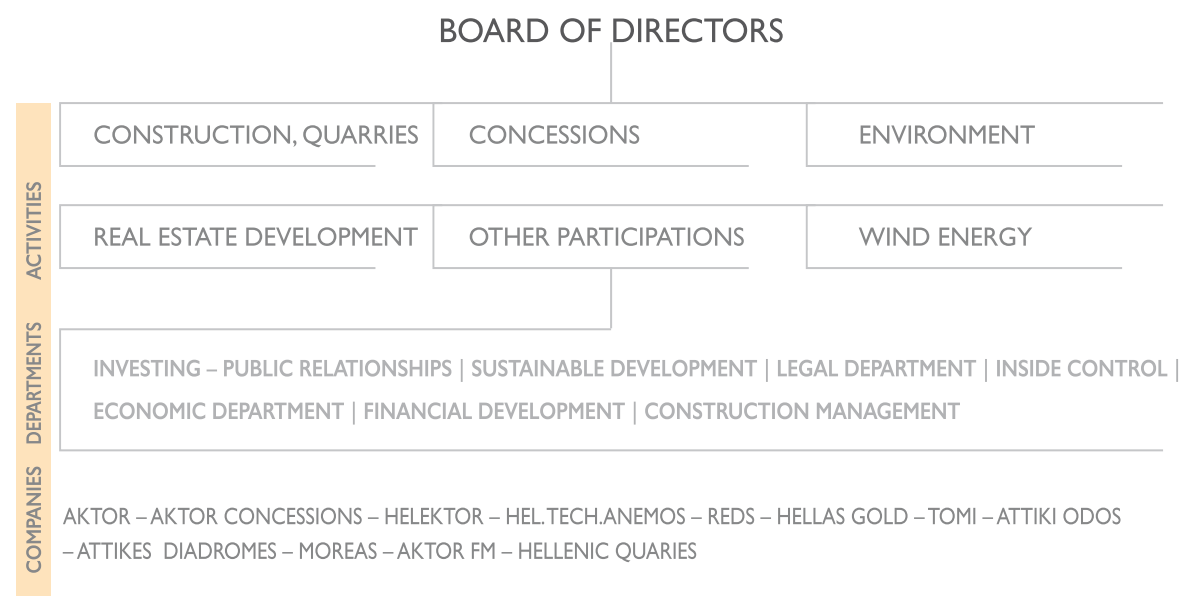 BOARD OF DIRECTORS
CONSTRUCTION, QUARRIES
CONCESSIONS
ENVIRONMENT
ACTIVITIES
REAL ESTATE DEVELOPMENT
OTHER PARTICIPATIONS
WIND ENERGY
DEPARTMENTS
INVESTING – PUBLIC RELATIONSHIPS | SUSTAINABLE DEVELOPMENT | LEGAL DEPARTMENT | INSIDE CONTROL |
ECONOMIC DEPARTMENT | FINANCIAL DEVELOPMENT | CONSTRUCTION MANAGEMENT
COMPANIES
AKTOR – AKTOR CONCESSIONS – HELEKTOR – HEL.TECH.ANEMOS – REDS – HELLAS GOLD – TOMI – ATTIKI ODOS
– ATTIKES DIADROMES – MOREAS – AKTOR FM – HELLENIC QUARIES